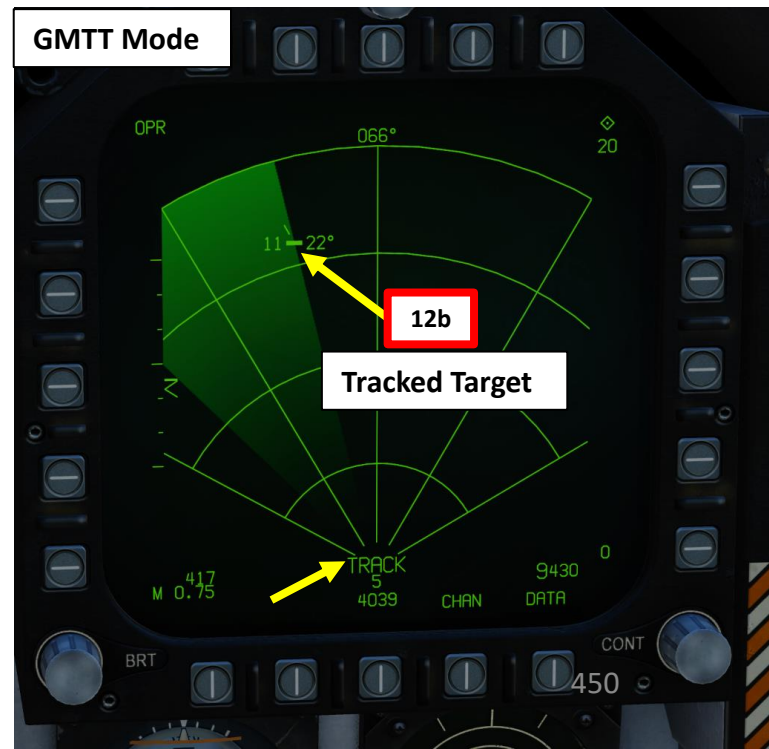 GMTT Mode
OPR
066°
20
11 22°
12b
Tracked Target
TRACK
5
4039
417
M 0.75
CHAN
9430
DATA
0
BRT
CONT
450